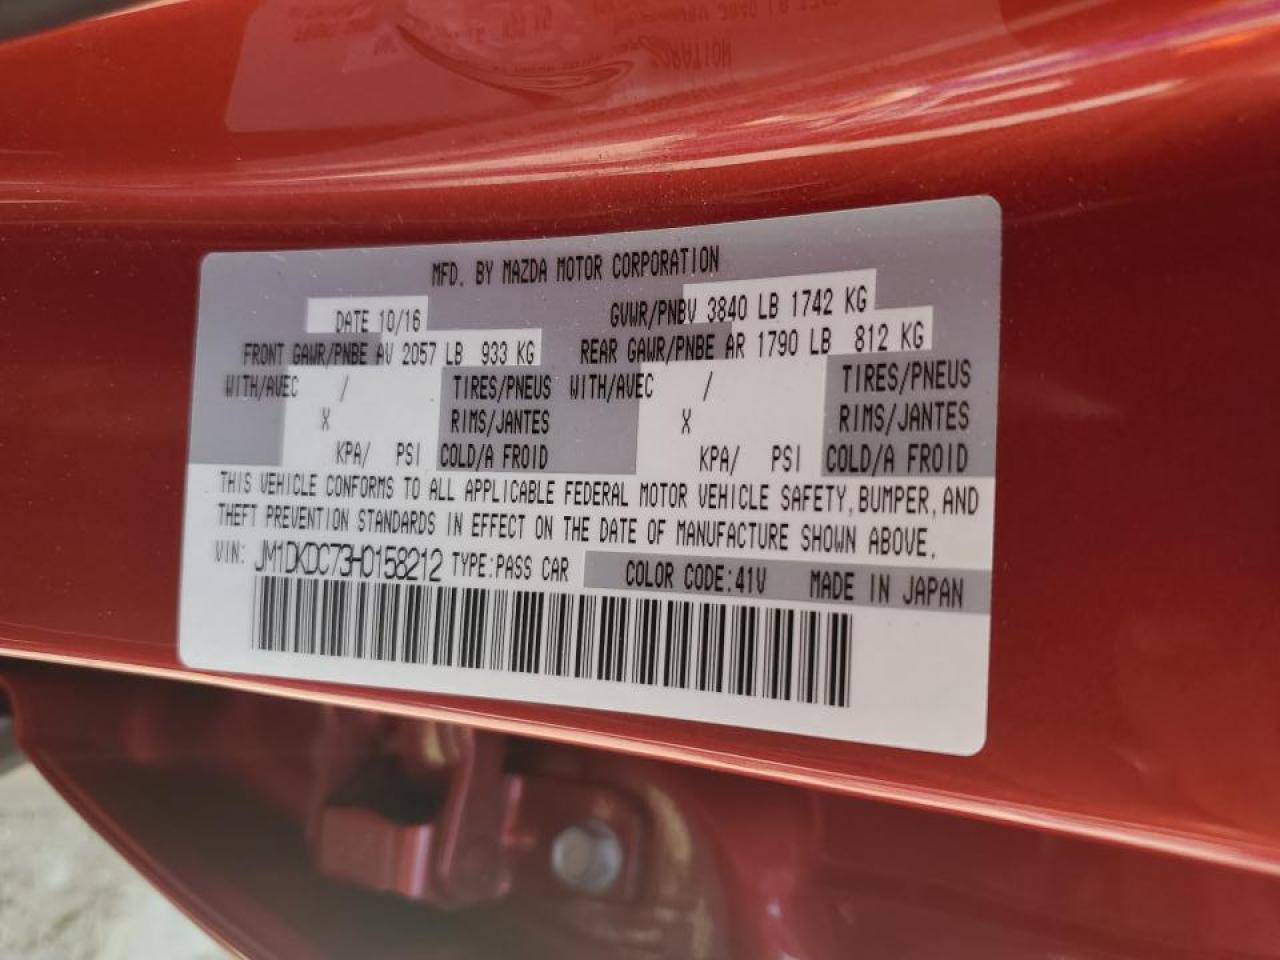 MFD. BY MAZDA MOTOR CORPORATION
DATE 10/16 GVWR/PNBV 3840 LB 1742 KG
FRONT GAWR/PNBE AV 2057 LB 933 KG REAR GAWR/PNBE AR 1790 LB 812 KG
WITH/AVEC / TIRES/PNEUS WITH/AVEC / TIRES/PNEUS
X RIMS/JANTES X RIMS/JANTES
KPA/ PSI COLD/A FROID KPA/ PSI COLD/A FROID
THIS VEHICLE CONFORMS TO ALL APPLICABLE FEDERAL MOTOR VEHICLE SAFETY, BUMPER, AND
THEFT PREVENTION STANDARDS IN EFFECT ON THE DATE OF MANUFACTURE SHOWN ABOVE.
VIN: JM1DKDC73H0158212 TYPE:PASS CAR COLOR CODE:41V MADE IN JAPAN